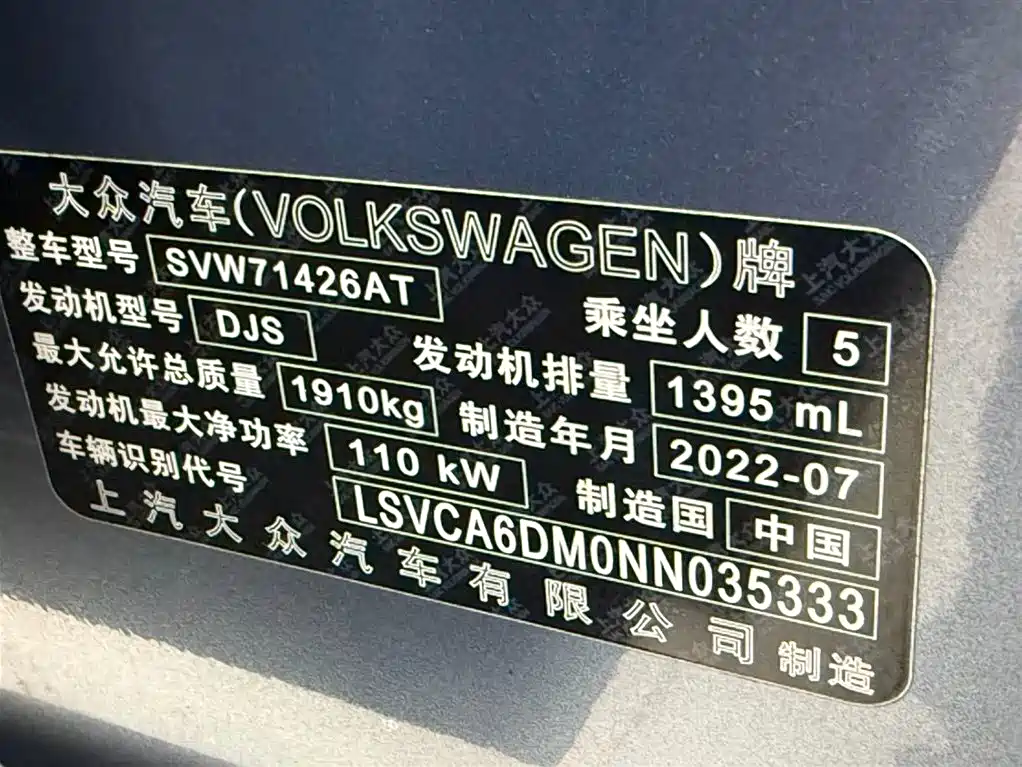 大众汽车(VOLKSWAGEN)牌
整车型号 SVW71426AT 乘坐人数 5
发动机型号 DJS 发动机排量 1395 mL
最大允许总质量 1910kg 制造年月 2022-07
发动机最大净功率 110 kW 制造国 中国
车辆识别代号 LSVCA6DM0NN035333
上汽大众汽车有限公司制造